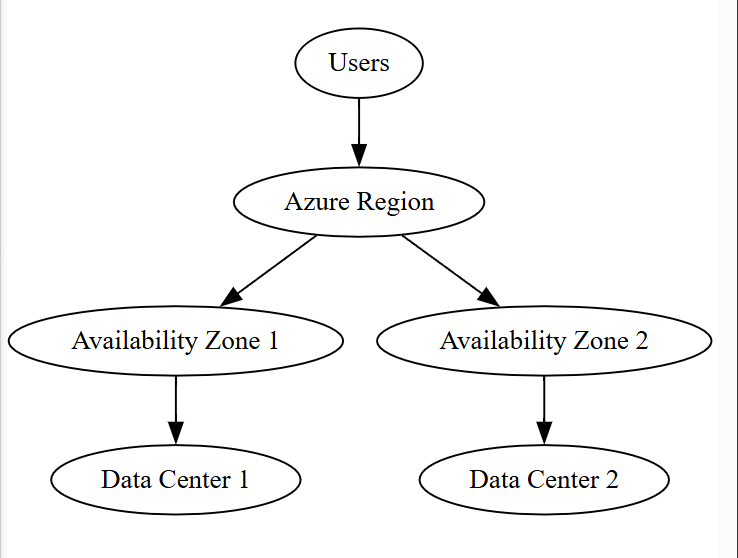 Users
Azure Region
Availability Zone 1
Availability Zone 2
Data Center 1
Data Center 2